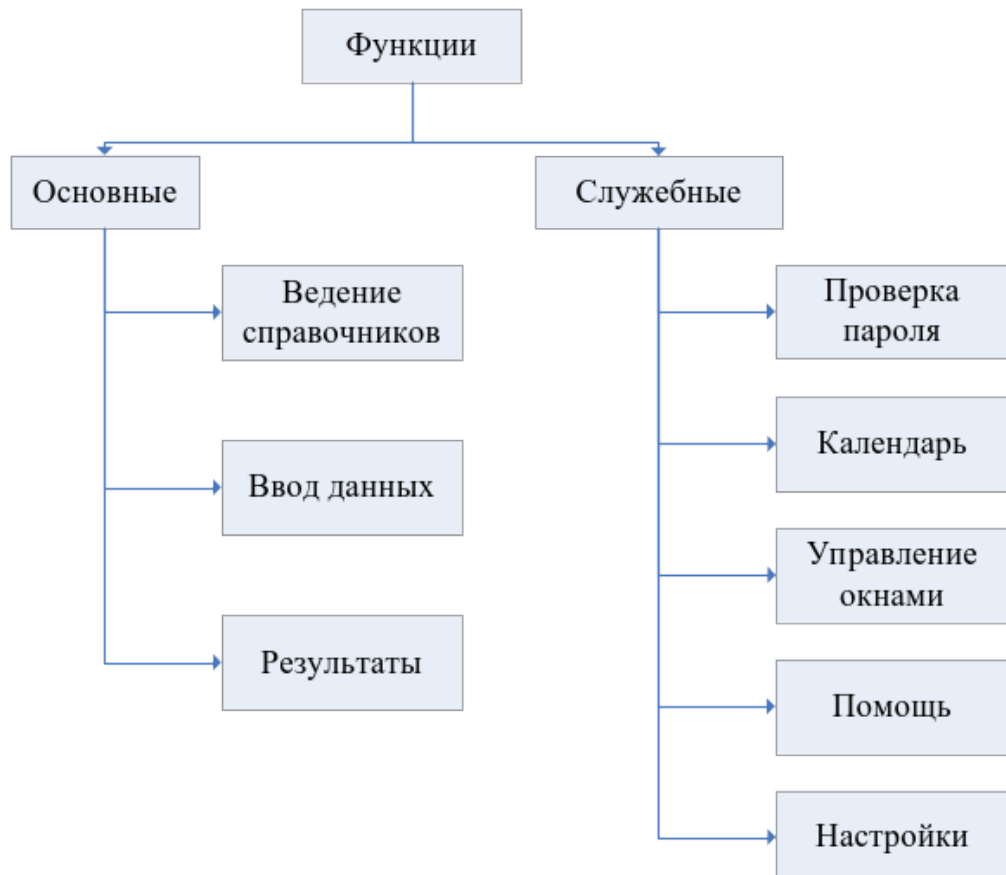 Функции
Основные
Ведение
справочников
Ввод данных
Результаты
Служебные
Проверка
пароля
Календарь
Управление
окнами
Помощь
Настройки